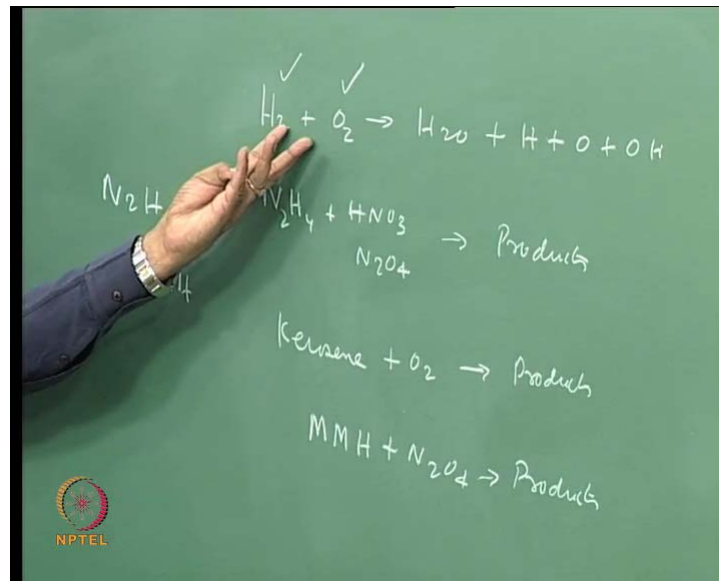 H2 + O2 → H2O + H + O + OH
N2H N2H4 + HNO3 → Products
N2O4
Kerosene + O2 → Products
MMH + N2O4 → Products
NPTEL